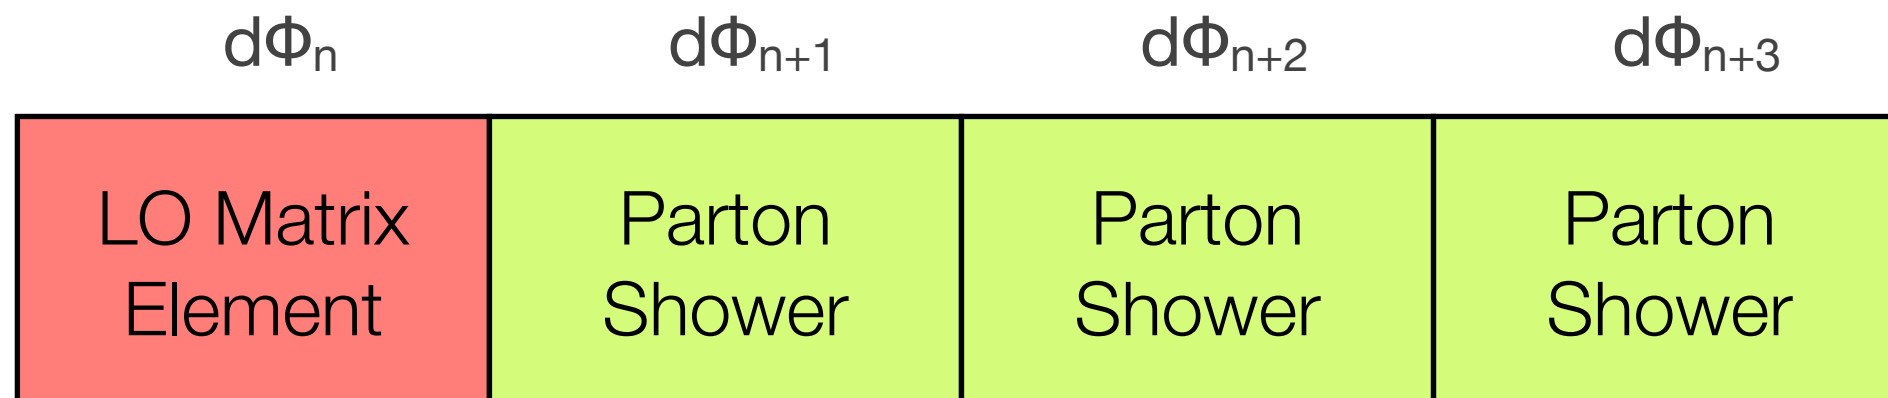 dΦn dΦn+1 dΦn+2 dΦn+3
LO Matrix Element
Parton Shower
Parton Shower
Parton Shower